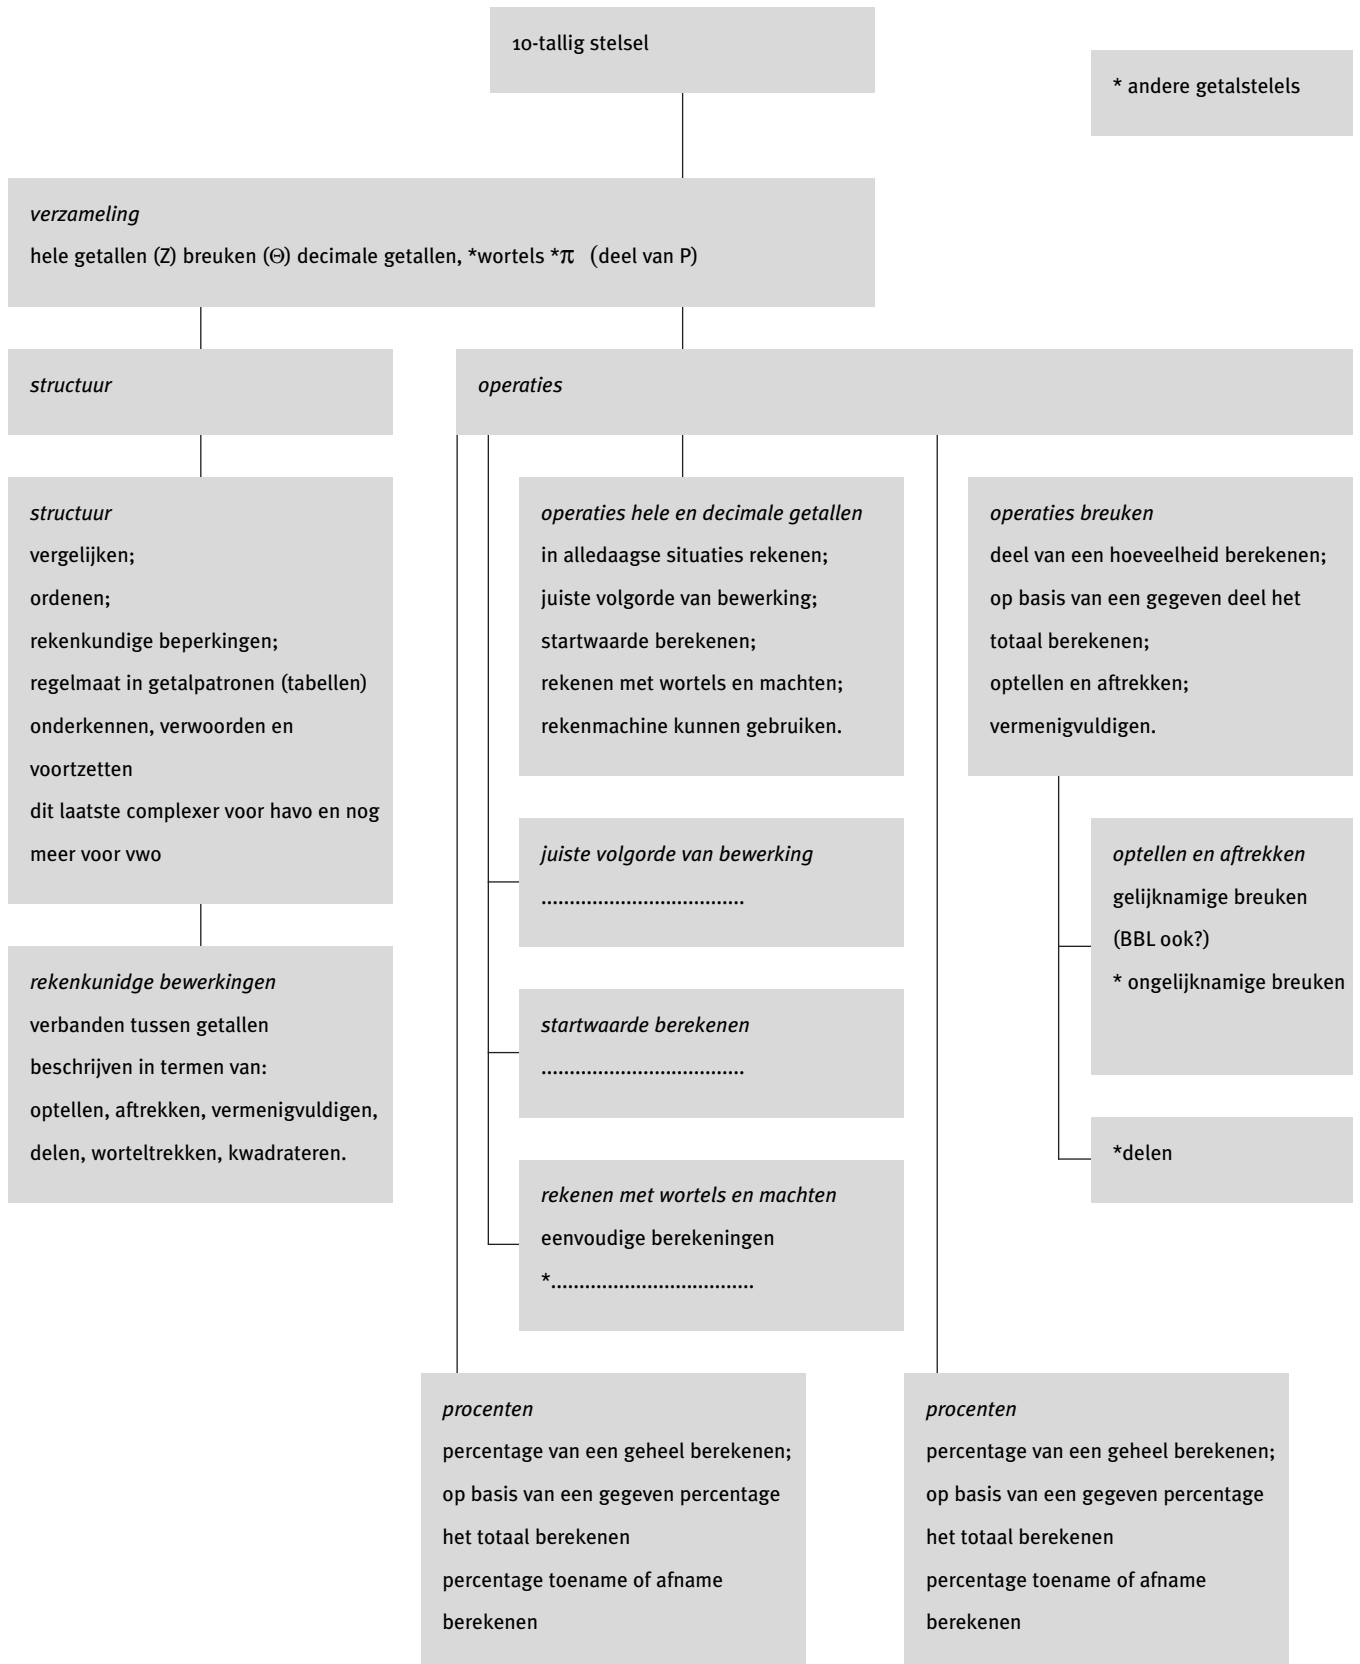 10-tallig stelsel
* andere getalstelels
verzameling
hele getallen (Z) breuken (Θ) decimale getallen, *wortels *π (deel van P)
structuur
operaties
structuur
vergelijken;
ordenen;
rekenkundige beperkingen;
regelmaat in getalpatronen (tabellen)
onderkennen, verwoorden en
voortzetten
dit laatste complexer voor havo en nog
meer voor vwo
rekenkunidge bewerkingen
verbanden tussen getallen
beschrijven in termen van:
optellen, aftrekken, vermenigvuldigen,
delen, worteltrekken, kwadrateren.
operaties hele en decimale getallen
in alledaagse situaties rekenen;
juiste volgorde van bewerking;
startwaarde berekenen;
rekenen met wortels en machten;
rekenmachine kunnen gebruiken.
juiste volgorde van bewerking
....................................
startwaarde berekenen
....................................
rekenen met wortels en machten
eenvoudige berekeningen
*....................................
operaties breuken
deel van een hoeveelheid berekenen;
op basis van een gegeven deel het
totaal berekenen;
optellen en aftrekken;
vermenigvuldigen.
optellen en aftrekken
gelijknamige breuken
(BBL ook?)
* ongelijknamige breuken
*delen
procenten
percentage van een geheel berekenen;
op basis van een gegeven percentage
het totaal berekenen
percentage toename of afname
berekenen
procenten
percentage van een geheel berekenen;
op basis van een gegeven percentage
het totaal berekenen
percentage toename of afname
berekenen